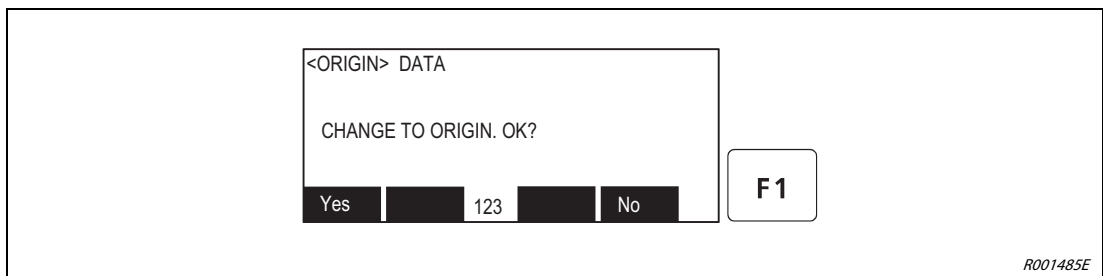 <ORIGIN> DATA
CHANGE TO ORIGIN. OK?
Yes 123 No
F1
R001485E